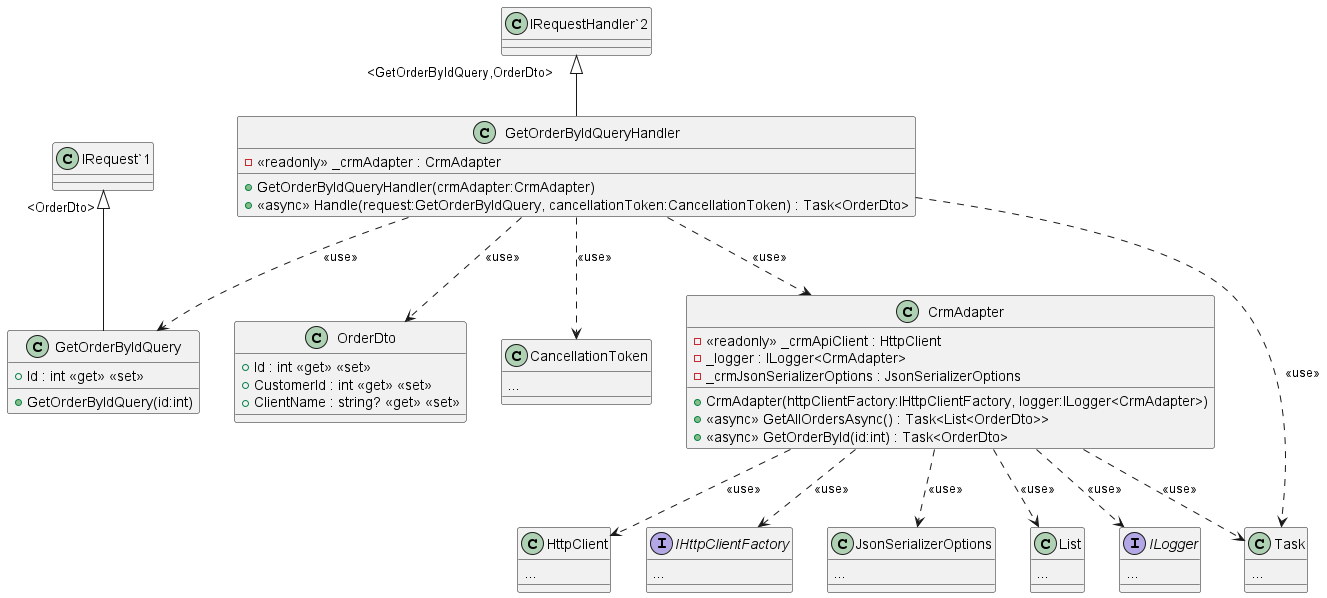 C IRequestHandler`2
<GetOrderByIdQuery,OrderDto>
C GetOrderByIdQueryHandler
«readonly» _crmAdapter : CrmAdapter
GetOrderByIdQueryHandler(crmAdapter:CrmAdapter)
«async» Handle(request:GetOrderByIdQuery, cancellationToken:CancellationToken) : Task<OrderDto>
C IRequest`1
<OrderDto>
«use»
«use»
«use»
«use»
«use»
C GetOrderByIdQuery
Id : int «get» «set»
GetOrderByIdQuery(id:int)
C OrderDto
Id : int «get» «set»
CustomerId : int «get» «set»
ClientName : string? «get» «set»
C CancellationToken
...
C CrmAdapter
«readonly» _crmApiClient : HttpClient
_logger : ILogger<CrmAdapter>
_crmJsonSerializerOptions : JsonSerializerOptions
CrmAdapter(httpClientFactory:IHttpClientFactory, logger:ILogger<CrmAdapter>)
«async» GetAllOrdersAsync() : Task<List<OrderDto>>
«async» GetOrderById(id:int) : Task<OrderDto>
«use»
«use»
«use»
«use»
«use»
«use»
C HttpClient
...
I IHttpClientFactory
...
C JsonSerializerOptions
...
C List
...
I ILogger
...
C Task
...